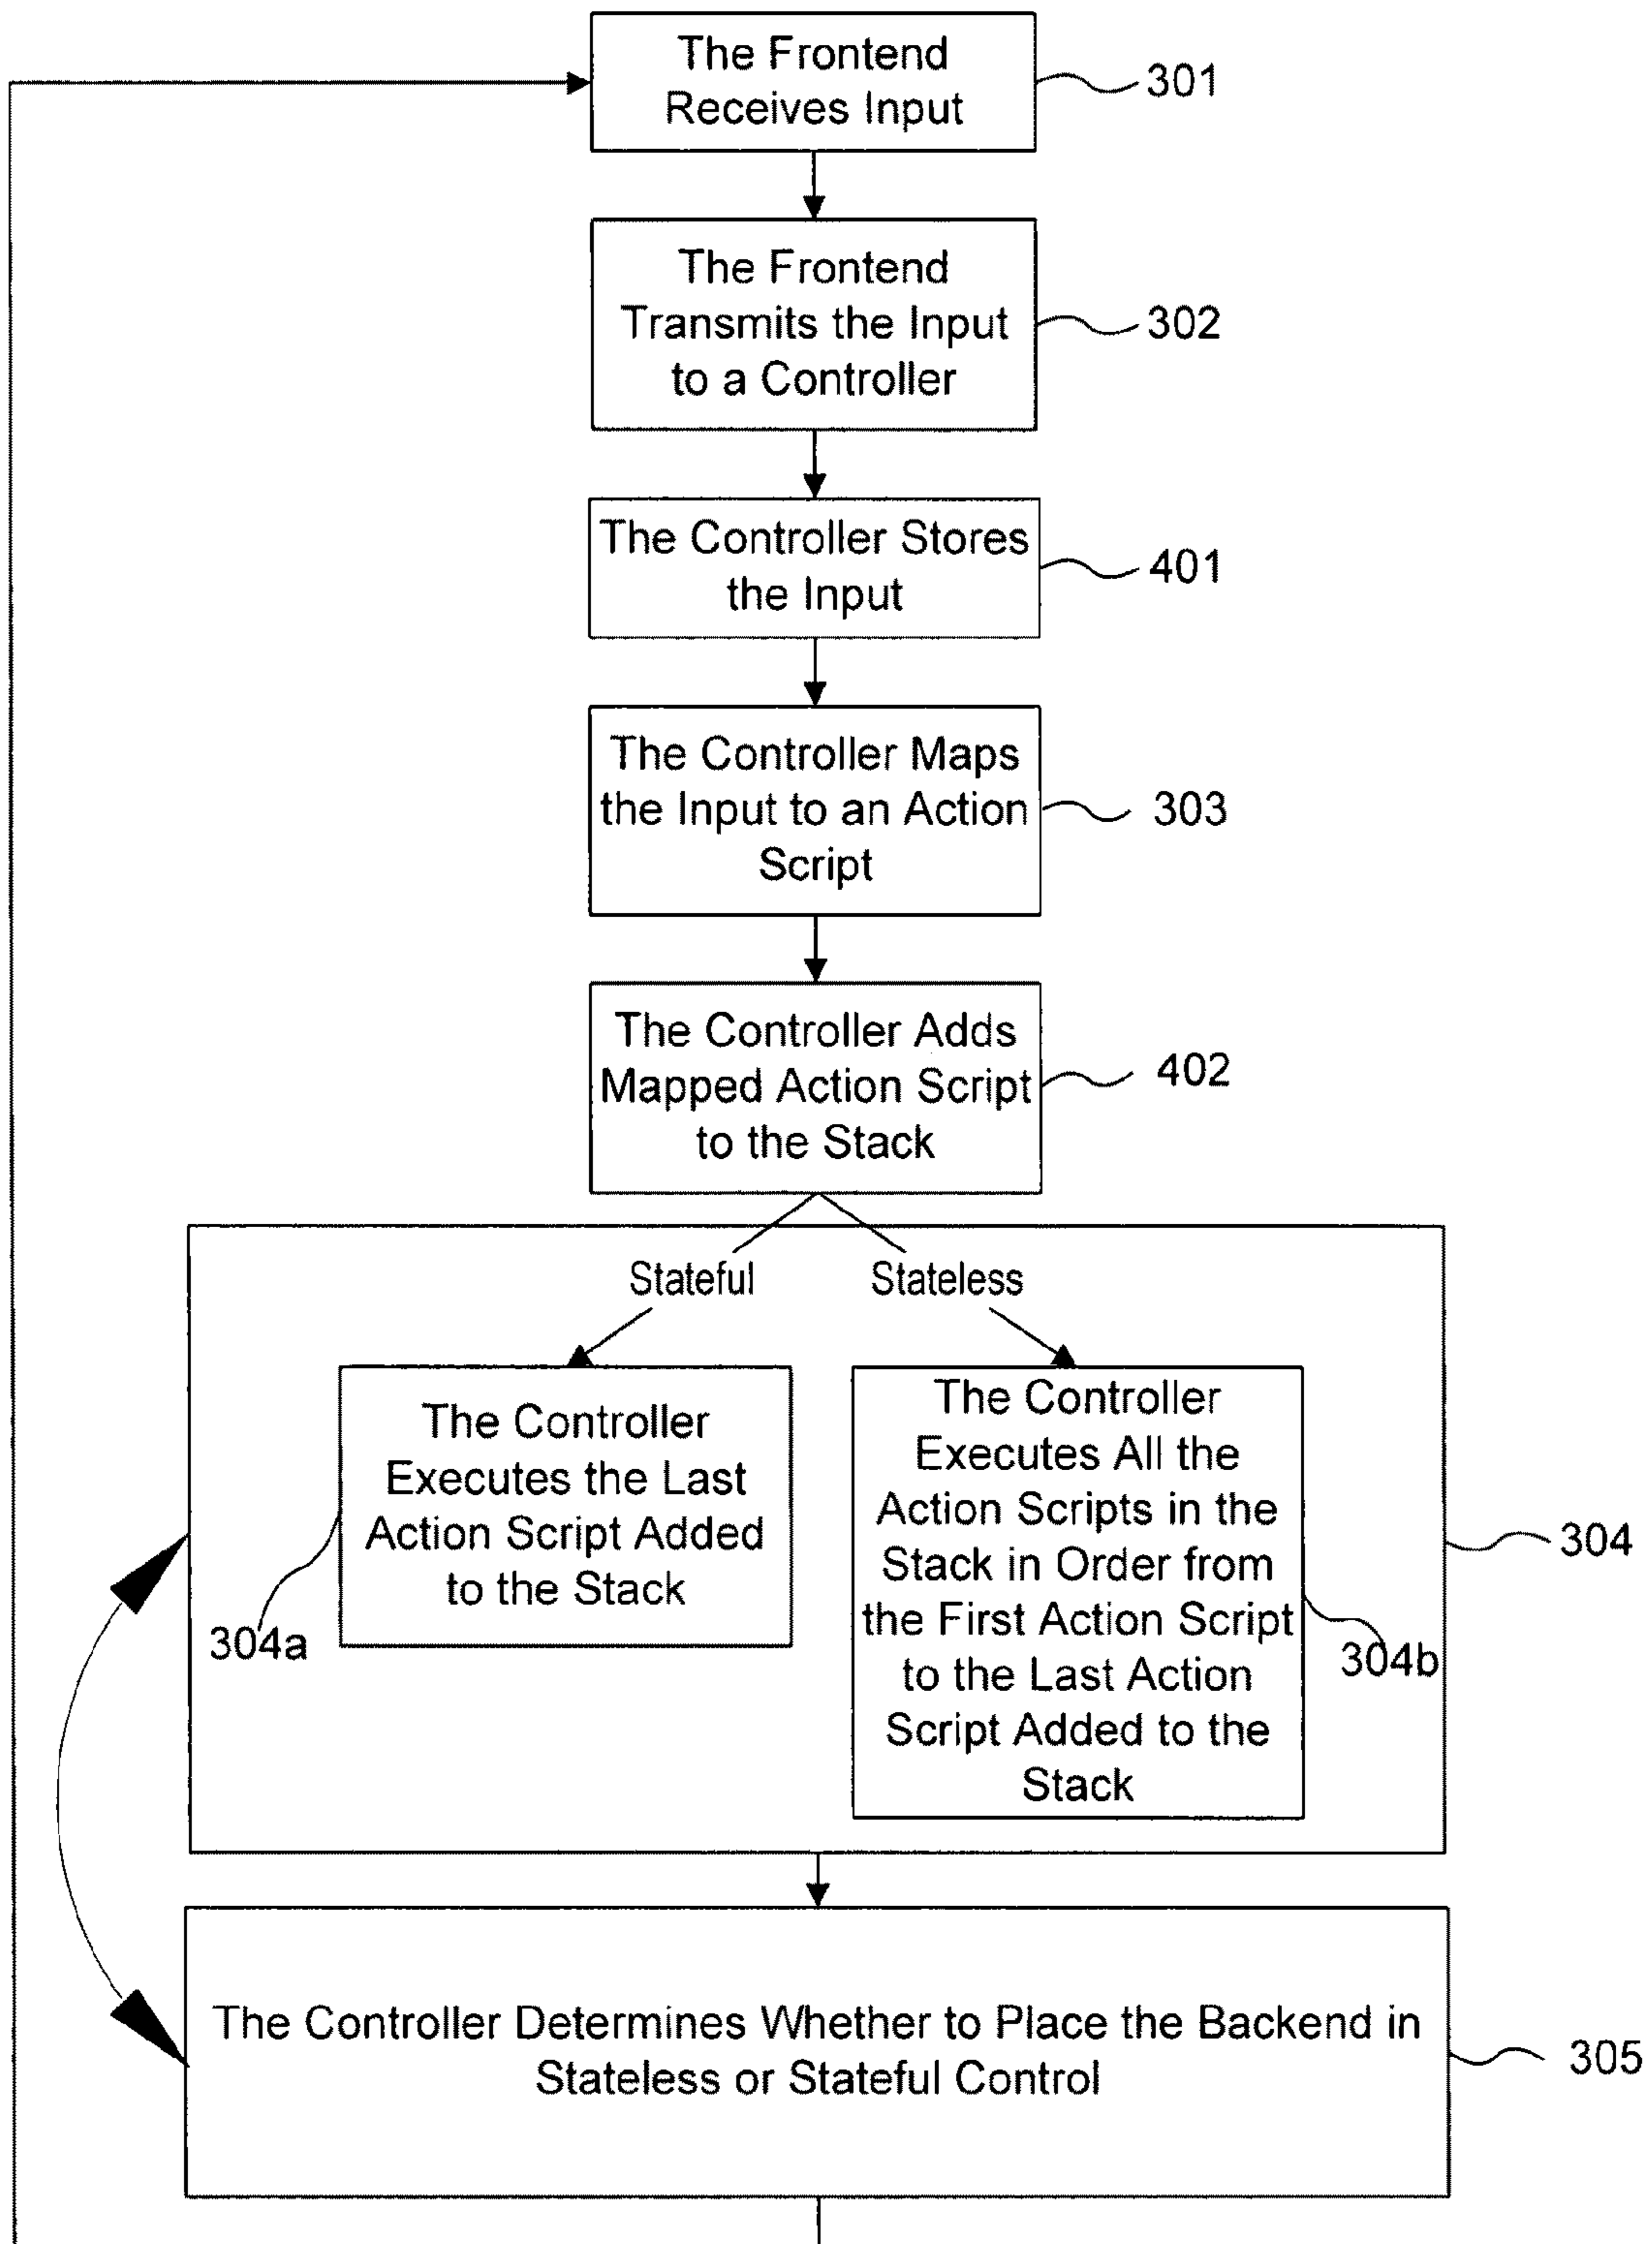 The Frontend
Receives Input
301
The Frontend
Transmits the Input
to a Controller
302
The Controller Stores
the Input
401
The Controller Maps
the Input to an Action
Script
303
The Controller Adds
Mapped Action Script
to the Stack
402
Stateful
Stateless
The Controller
Executes the Last
Action Script Added
to the Stack
304a
The Controller
Executes All the
Action Scripts in the
Stack in Order from
the First Action Script
to the Last Action
Script Added to the
Stack
304b
304
The Controller Determines Whether to Place the Backend in
Stateless or Stateful Control
305